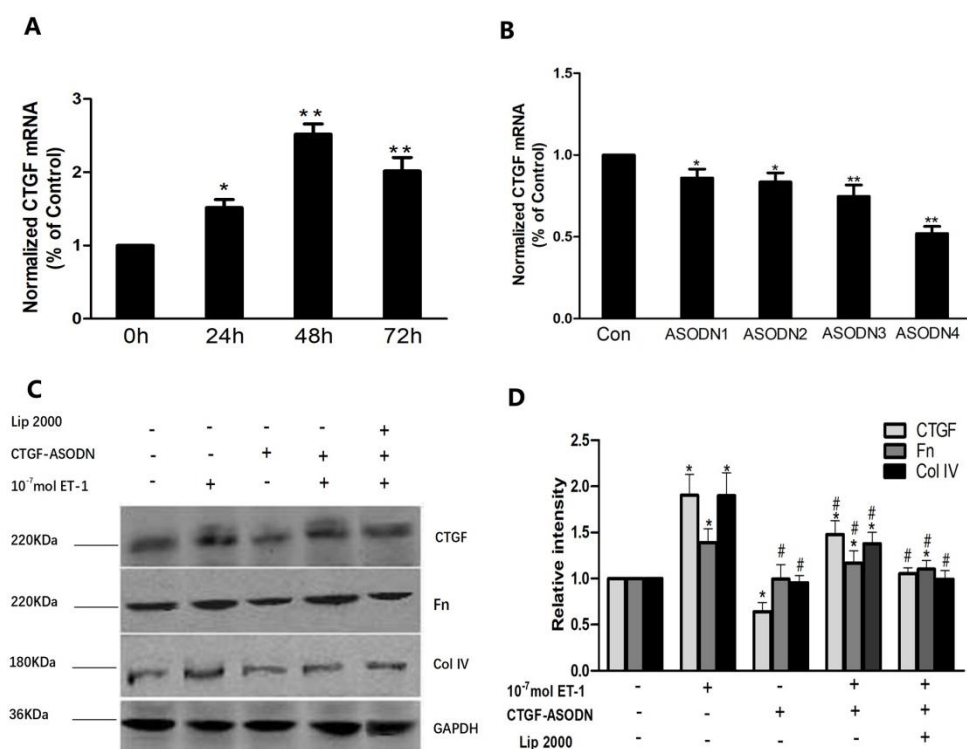 A
Normalized CTGF mRNA
(% of Control)
3
2
1
0
*
**
**
0h 24h 48h 72h
B
Normalized CTGF mRNA
(% of Control)
1.5
1.0
0.5
0.0
* * ** **
Con ASODN1 ASODN2 ASODN3 ASODN4
C
Lip 2000 - - - - +
CTGF-ASODN - - + + +
10-7mol ET-1 - + - + +
220KDa CTGF
220KDa Fn
180KDa Col IV
36KDa GAPDH
D
CTGF
Fn
Col IV
Relative intensity
2.5
2.0
1.5
1.0
0.5
0.0
* * *
* # #
# * # * # *
# # * #
10-7mol ET-1 - + - + +
CTGF-ASODN - + + +
Lip 2000 +